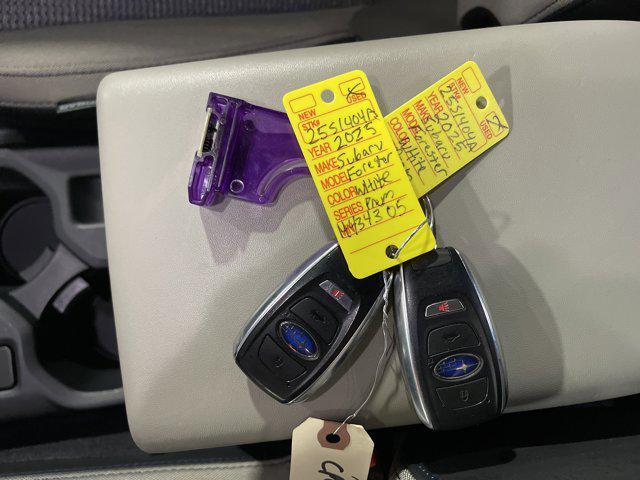 NEW USED
STK# 25S1404A
YEAR 2025
MAKE Subaru
MODEL Forester
COLOR White
SERIES Prem
434305
NEW USED
STK# 25S1404A
YEAR 2025
MAKE Subaru
MODEL Forester
COLOR White